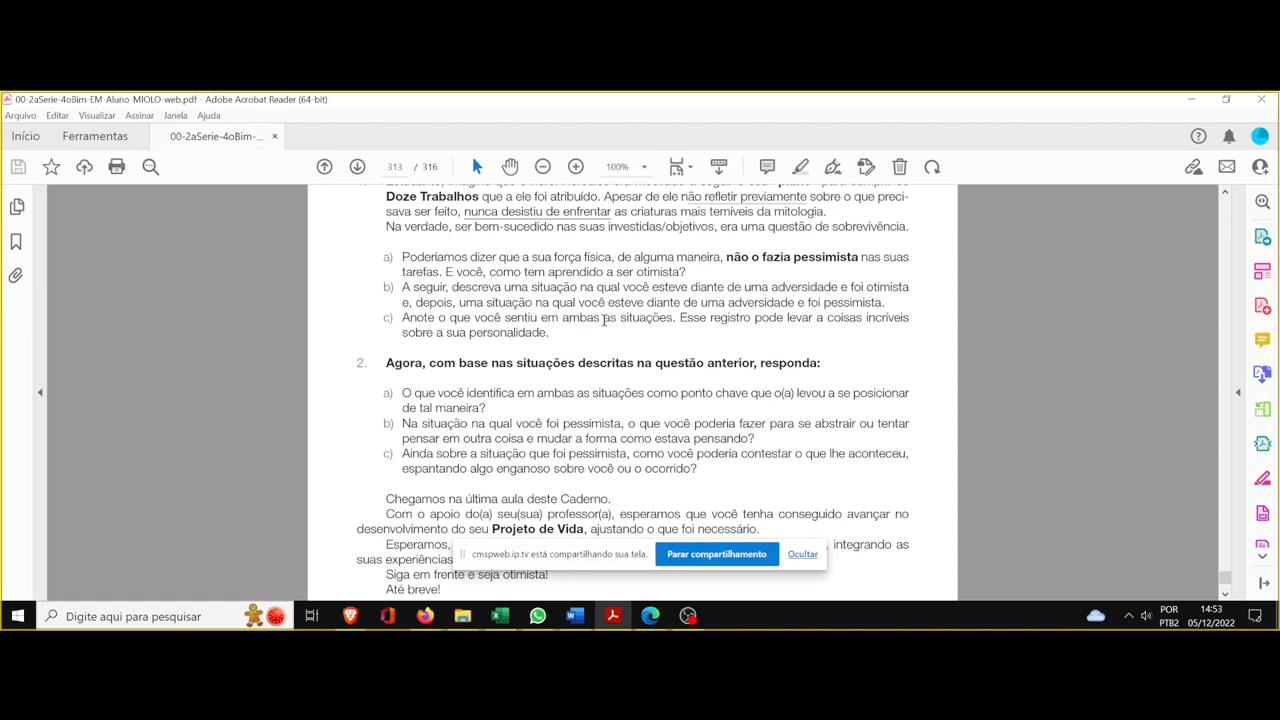 00-2aSerie-4oBim-EM-Aluno-MIOLO-web.pdf - Adobe Acrobat Reader (64-bit)
Arquivo Editar Visualizar Assinar Janela Ajuda
Início Ferramentas 00-2aSerie-4oBim-... ×
313 / 316 100%
Doze Trabalhos que a ele foi atribuído. Apesar de ele não refletir previamente sobre o que preci-
sava ser feito, nunca desistiu de enfrentar as criaturas mais temíveis da mitologia.
Na verdade, ser bem-sucedido nas suas investidas/objetivos, era uma questão de sobrevivência.
a) Poderíamos dizer que a sua força física, de alguma maneira, não o fazia pessimista nas suas
tarefas. E você, como tem aprendido a ser otimista?
b) A seguir, descreva uma situação na qual você esteve diante de uma adversidade e foi otimista
e, depois, uma situação na qual você esteve diante de uma adversidade e foi pessimista.
c) Anote o que você sentiu em ambas as situações. Esse registro pode levar a coisas incríveis
sobre a sua personalidade.
2. Agora, com base nas situações descritas na questão anterior, responda:
a) O que você identifica em ambas as situações como ponto chave que o(a) levou a se posicionar
de tal maneira?
b) Na situação na qual você foi pessimista, o que você poderia fazer para se abstrair ou tentar
pensar em outra coisa e mudar a forma como estava pensando?
c) Ainda sobre a situação que foi pessimista, como você poderia contestar o que lhe aconteceu,
espantando algo enganoso sobre você ou o ocorrido?
Chegamos na última aula deste Caderno.
Com o apoio do(a) seu(sua) professor(a), esperamos que você tenha conseguido avançar no
desenvolvimento do seu Projeto de Vida, ajustando o que foi necessário.
Esperamos, integrando as
suas experiências
cmspweb.ip.tv está compartilhando sua tela. Parar compartilhamento Ocultar
Siga em frente e seja otimista!
Até breve!
Digite aqui para pesquisar
POR
PTB2
14:53
05/12/2022